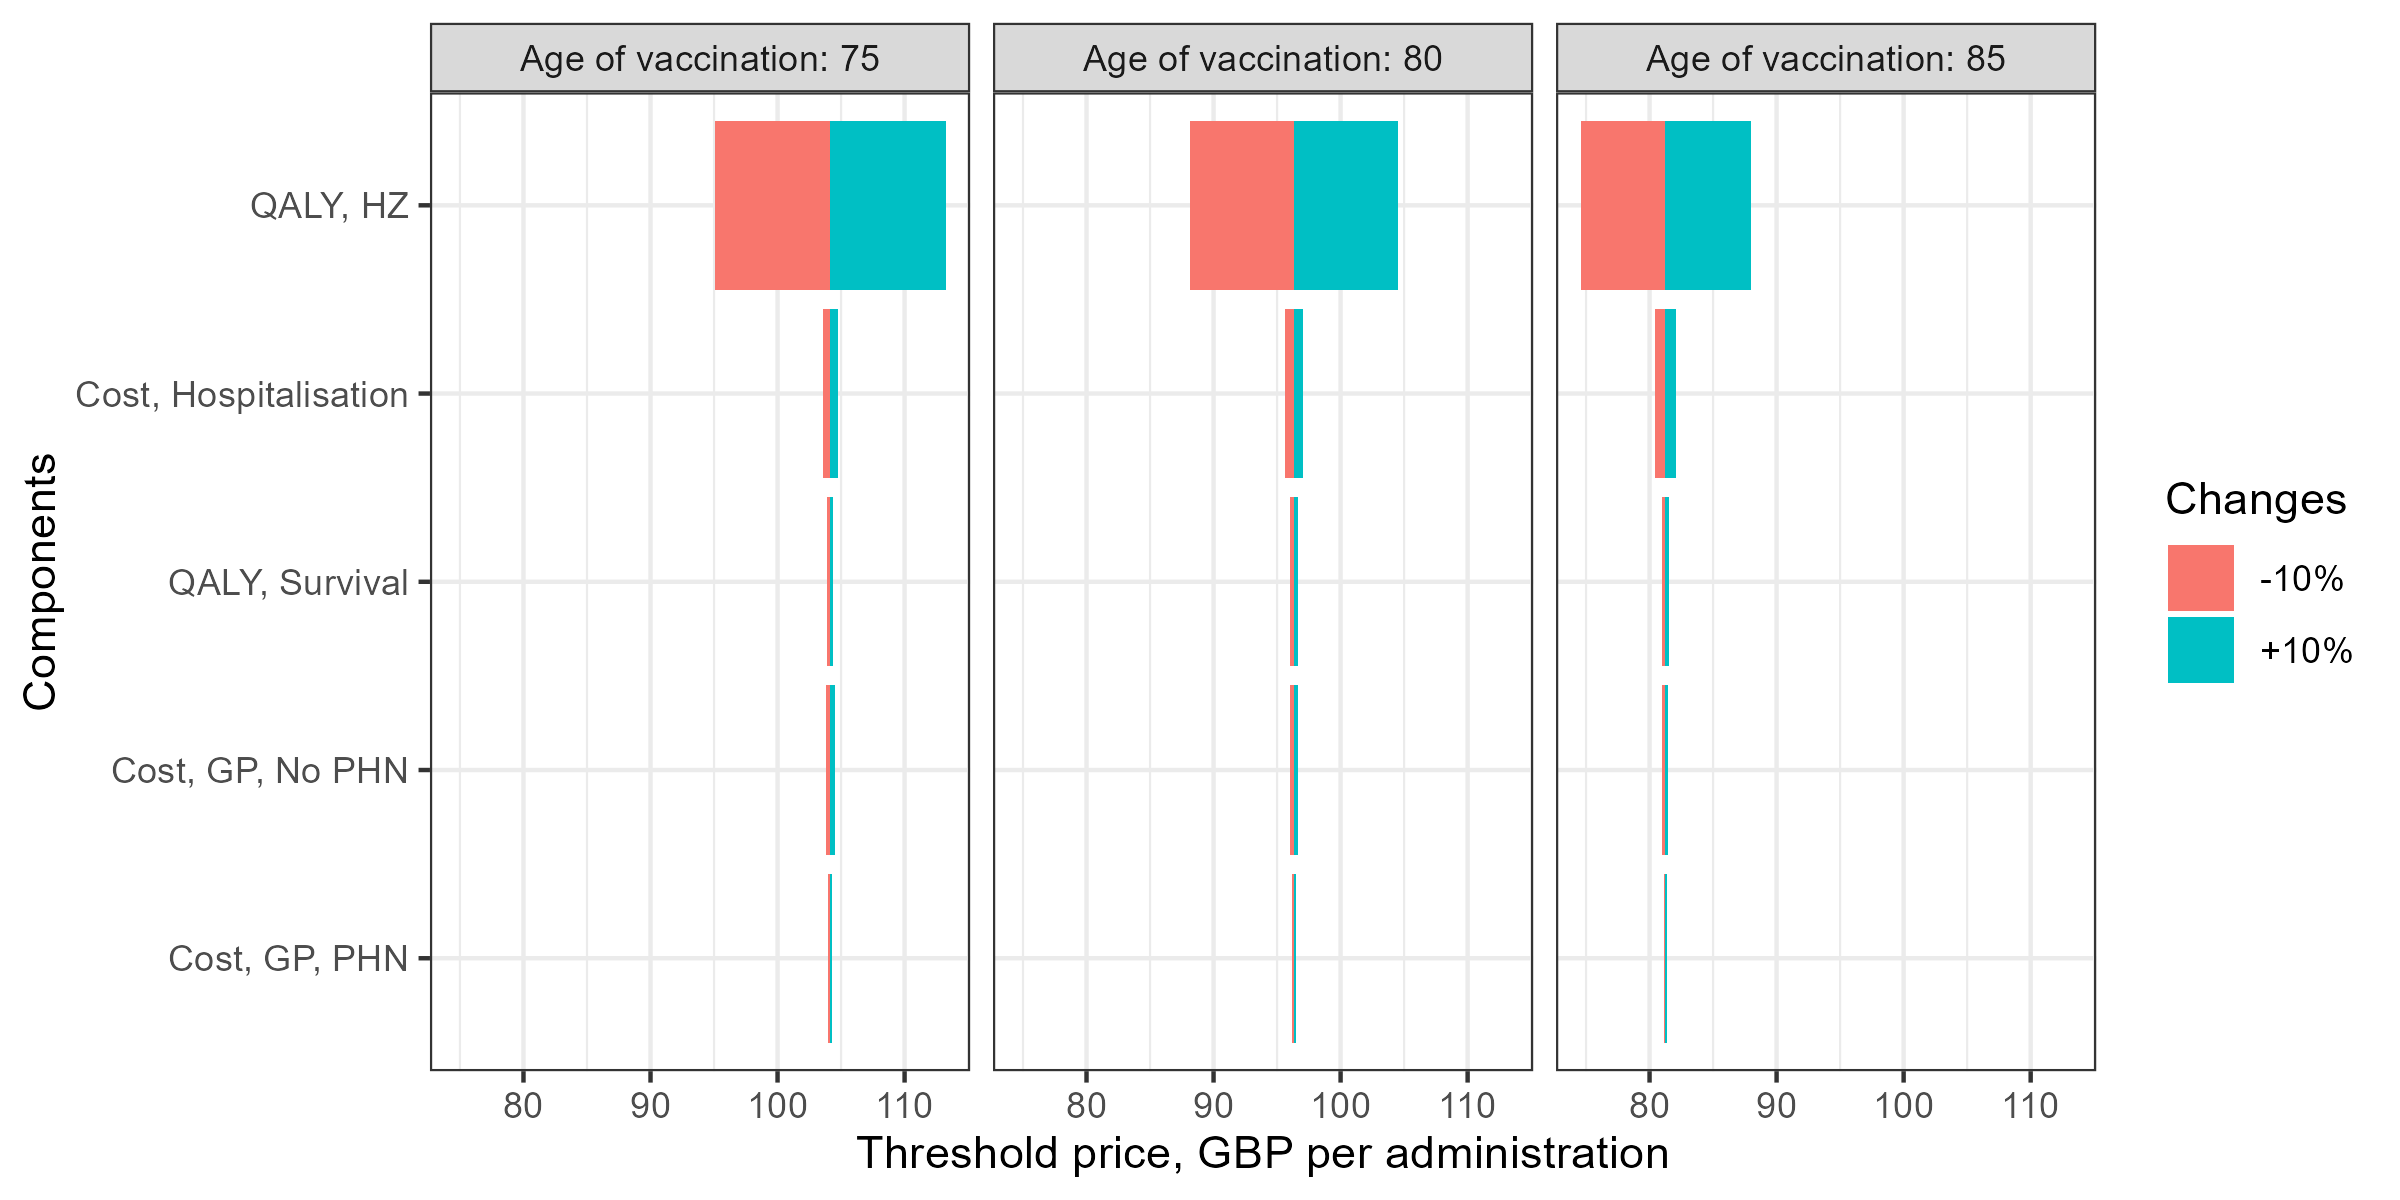 Age of vaccination: 75
Age of vaccination: 80
Age of vaccination: 85
QALY, HZ
Cost, Hospitalisation
QALY, Survival
Cost, GP, No PHN
Cost, GP, PHN
Components
80 90 100 110
80 90 100 110
80 90 100 110
Threshold price, GBP per administration
Changes
-10%
+10%